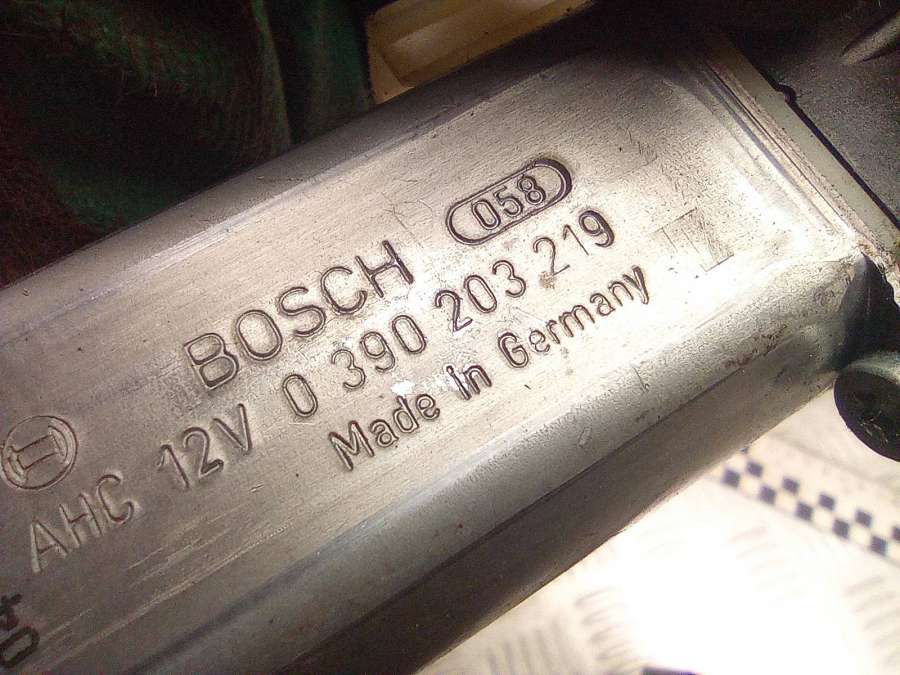 058
BOSCH
AHC 12V 0 390 203 219
Made in Germany